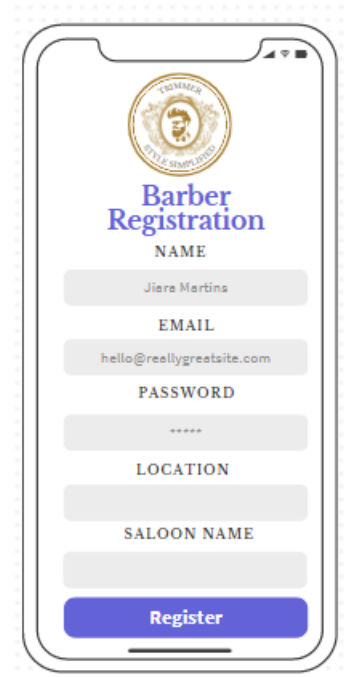 TRIMMER
STYLE SIMPLIFIED
Barber
Registration
NAME
Jiara Martins
EMAIL
hello@reallygreatsite.com
PASSWORD
*****
LOCATION
SALOON NAME
Register